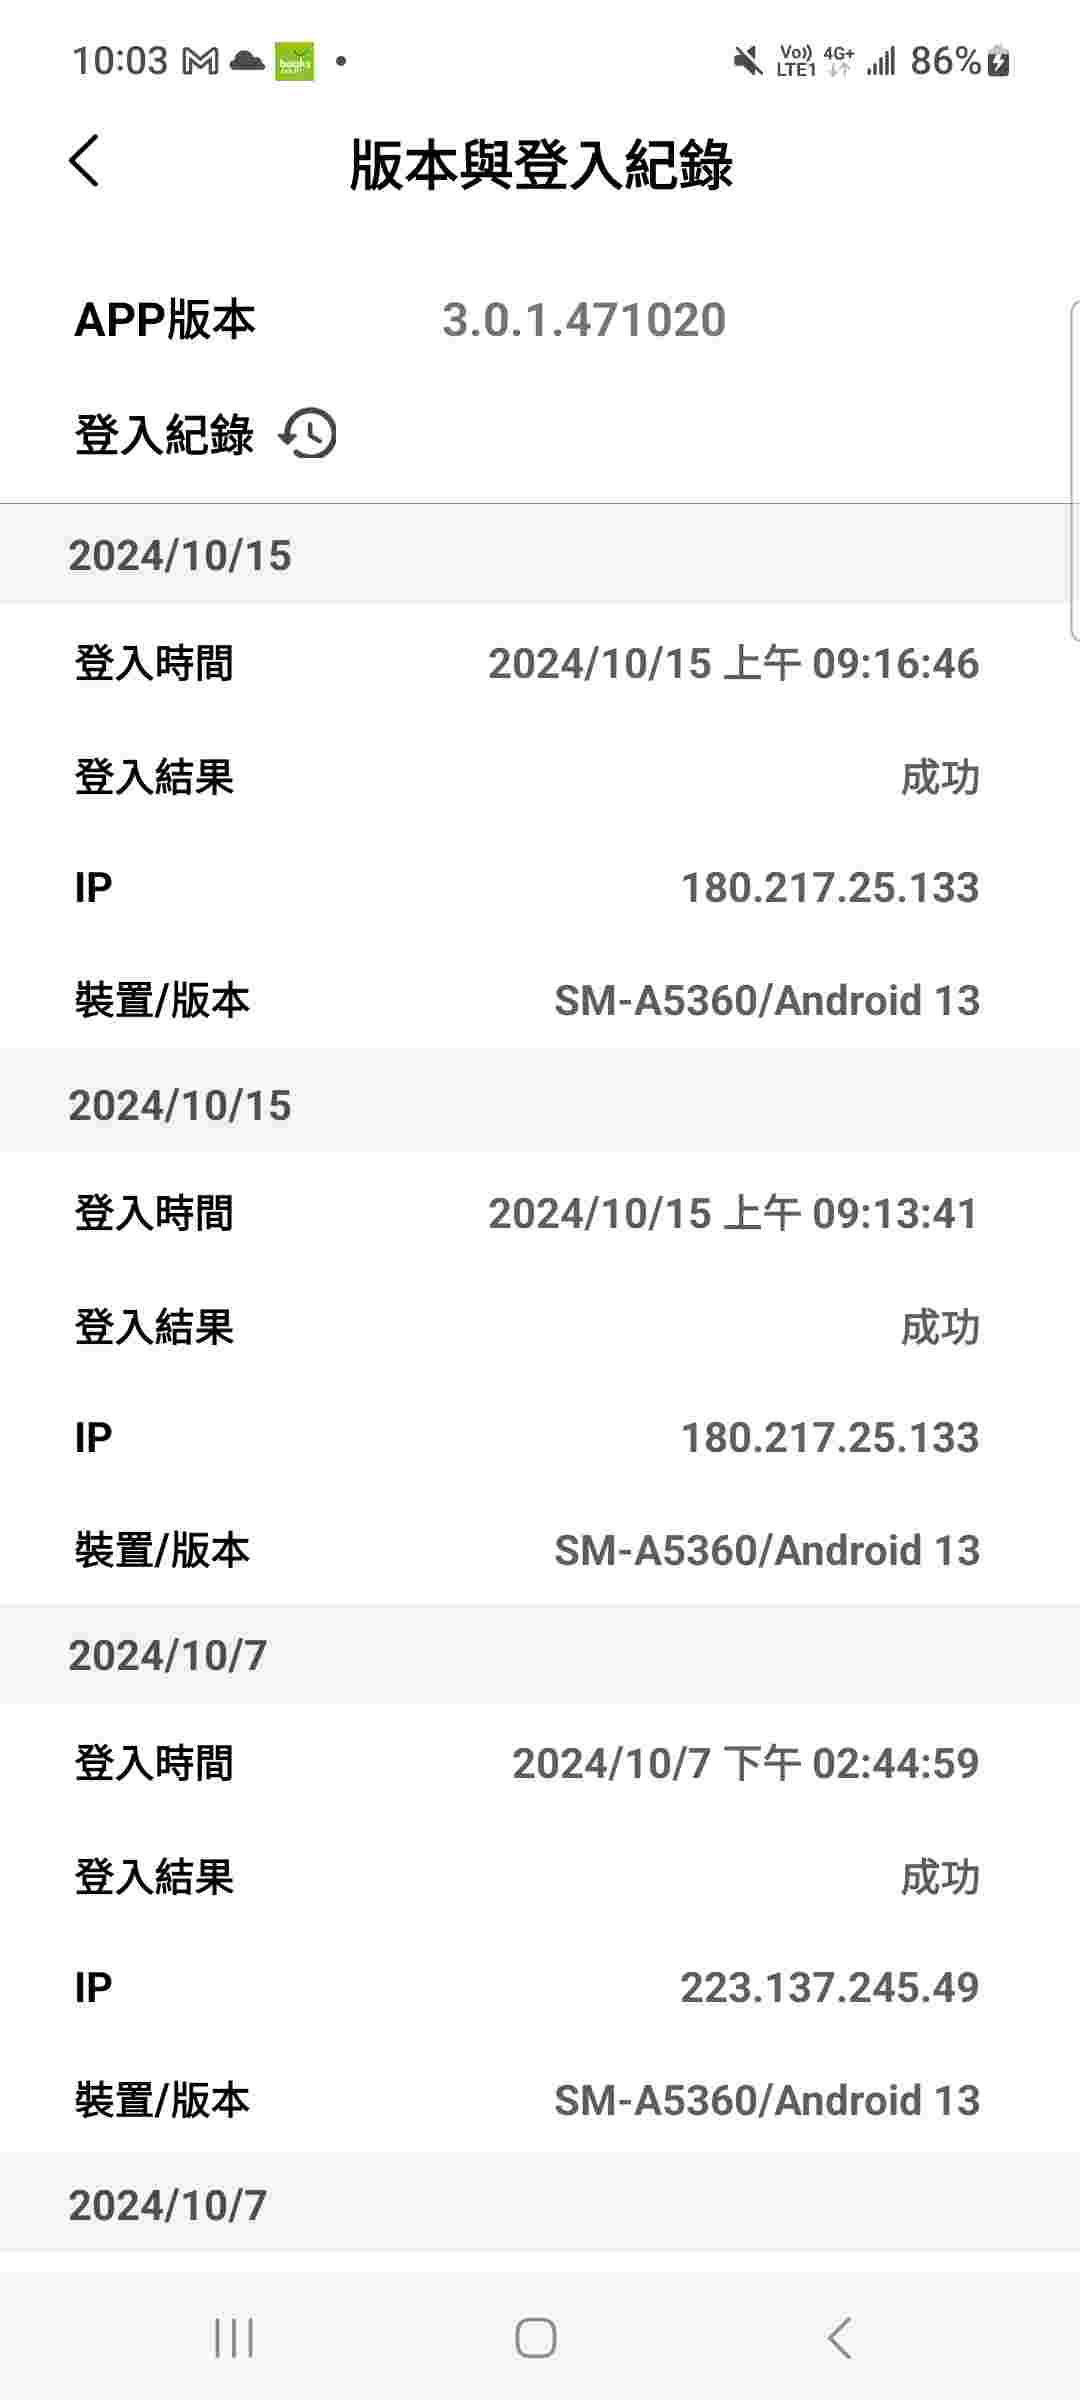 10:03 books Vo)) LTE1 4G+ 86%
版本與登入紀錄
APP版本 3.0.1.471020
登入紀錄
2024/10/15
登入時間 2024/10/15 上午 09:16:46
登入結果 成功
IP 180.217.25.133
裝置/版本 SM-A5360/Android 13
2024/10/15
登入時間 2024/10/15 上午 09:13:41
登入結果 成功
IP 180.217.25.133
裝置/版本 SM-A5360/Android 13
2024/10/7
登入時間 2024/10/7 下午 02:44:59
登入結果 成功
IP 223.137.245.49
裝置/版本 SM-A5360/Android 13
2024/10/7